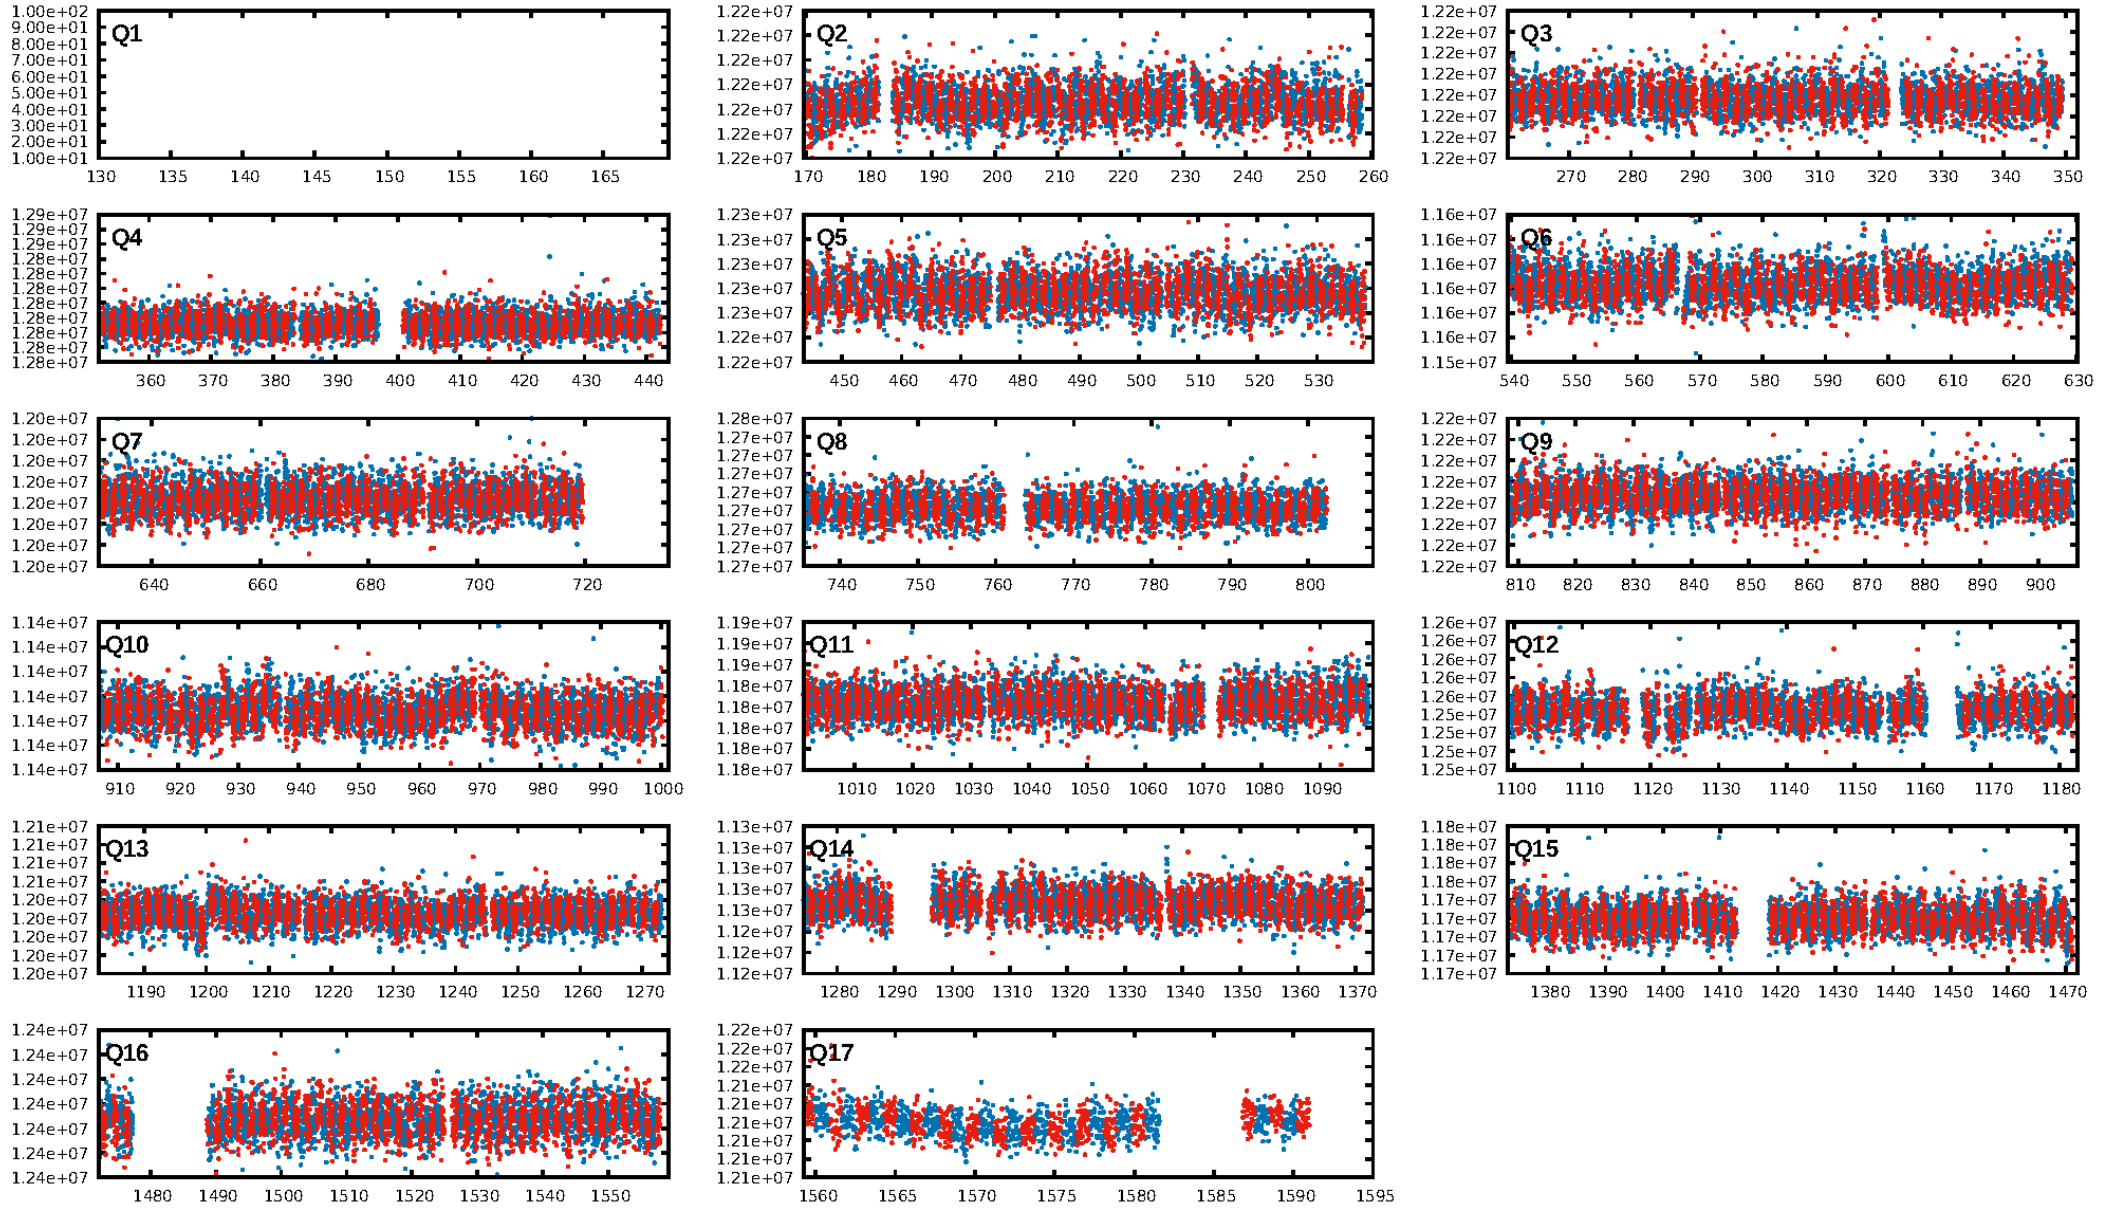 Q1
1.00e+02
9.00e+01
8.00e+01
7.00e+01
6.00e+01
5.00e+01
4.00e+01
3.00e+01
2.00e+01
1.00e+01
130 135 140 145 150 155 160 165
Q2
1.22e+07
1.22e+07
1.22e+07
1.22e+07
1.22e+07
1.22e+07
1.22e+07
170 180 190 200 210 220 230 240 250 260
Q3
1.22e+07
1.22e+07
1.22e+07
1.22e+07
1.22e+07
1.22e+07
1.22e+07
1.22e+07
270 280 290 300 310 320 330 340 350
Q4
1.29e+07
1.29e+07
1.29e+07
1.28e+07
1.28e+07
1.28e+07
1.28e+07
1.28e+07
1.28e+07
1.28e+07
1.28e+07
360 370 380 390 400 410 420 430 440
Q5
1.23e+07
1.23e+07
1.23e+07
1.23e+07
1.23e+07
1.22e+07
1.22e+07
450 460 470 480 490 500 510 520 530
Q6
1.16e+07
1.16e+07
1.16e+07
1.16e+07
1.16e+07
1.16e+07
1.15e+07
540 550 560 570 580 590 600 610 620 630
Q7
1.20e+07
1.20e+07
1.20e+07
1.20e+07
1.20e+07
1.20e+07
1.20e+07
1.20e+07
640 660 680 700 720
Q8
1.28e+07
1.27e+07
1.27e+07
1.27e+07
1.27e+07
1.27e+07
1.27e+07
1.27e+07
1.27e+07
740 750 760 770 780 790 800
Q9
1.22e+07
1.22e+07
1.22e+07
1.22e+07
1.22e+07
1.22e+07
1.22e+07
1.22e+07
810 820 830 840 850 860 870 880 890 900
Q10
1.14e+07
1.14e+07
1.14e+07
1.14e+07
1.14e+07
1.14e+07
1.14e+07
910 920 930 940 950 960 970 980 990 1000
Q11
1.19e+07
1.19e+07
1.19e+07
1.18e+07
1.18e+07
1.18e+07
1.18e+07
1.18e+07
1010 1020 1030 1040 1050 1060 1070 1080 1090
Q12
1.26e+07
1.26e+07
1.26e+07
1.26e+07
1.26e+07
1.25e+07
1.25e+07
1.25e+07
1.25e+07
1100 1110 1120 1130 1140 1150 1160 1170 1180
Q13
1.21e+07
1.21e+07
1.21e+07
1.21e+07
1.20e+07
1.20e+07
1.20e+07
1.20e+07
1.20e+07
1190 1200 1210 1220 1230 1240 1250 1260 1270
Q14
1.13e+07
1.13e+07
1.13e+07
1.13e+07
1.13e+07
1.12e+07
1.12e+07
1.12e+07
1280 1290 1300 1310 1320 1330 1340 1350 1360 1370
Q15
1.18e+07
1.18e+07
1.18e+07
1.18e+07
1.17e+07
1.17e+07
1.17e+07
1.17e+07
1.17e+07
1380 1390 1400 1410 1420 1430 1440 1450 1460 1470
Q16
1.24e+07
1.24e+07
1.24e+07
1.24e+07
1.24e+07
1.24e+07
1.24e+07
1480 1490 1500 1510 1520 1530 1540 1550
Q17
1.22e+07
1.22e+07
1.22e+07
1.21e+07
1.21e+07
1.21e+07
1.21e+07
1.21e+07
1.21e+07
1560 1565 1570 1575 1580 1585 1590 1595